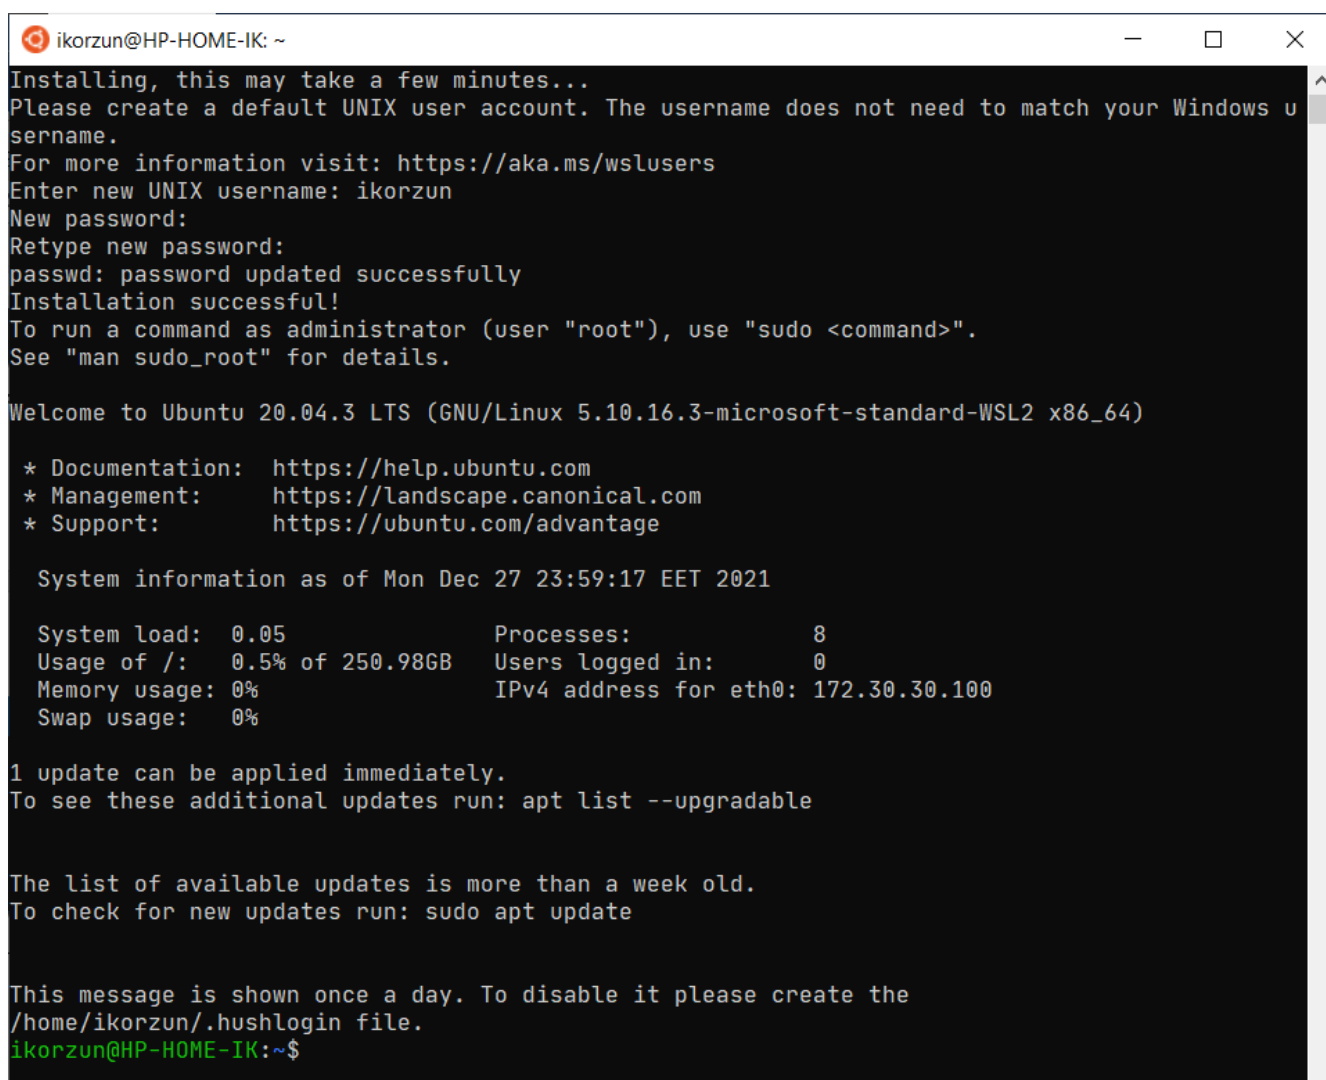 ikorzun@HP-HOME-IK: ~
Installing, this may take a few minutes...
Please create a default UNIX user account. The username does not need to match your Windows u
sername.
For more information visit: https://aka.ms/wslusers
Enter new UNIX username: ikorzun
New password:
Retype new password:
passwd: password updated successfully
Installation successful!
To run a command as administrator (user "root"), use "sudo <command>".
See "man sudo_root" for details.

Welcome to Ubuntu 20.04.3 LTS (GNU/Linux 5.10.16.3-microsoft-standard-WSL2 x86_64)

 * Documentation:  https://help.ubuntu.com
 * Management:     https://landscape.canonical.com
 * Support:        https://ubuntu.com/advantage

  System information as of Mon Dec 27 23:59:17 EET 2021

  System load:  0.05               Processes:             8
  Usage of /:   0.5% of 250.98GB   Users logged in:       0
  Memory usage: 0%                 IPv4 address for eth0: 172.30.30.100
  Swap usage:   0%

1 update can be applied immediately.
To see these additional updates run: apt list --upgradable

The list of available updates is more than a week old.
To check for new updates run: sudo apt update

This message is shown once a day. To disable it please create the
/home/ikorzun/.hushlogin file.
ikorzun@HP-HOME-IK:~$